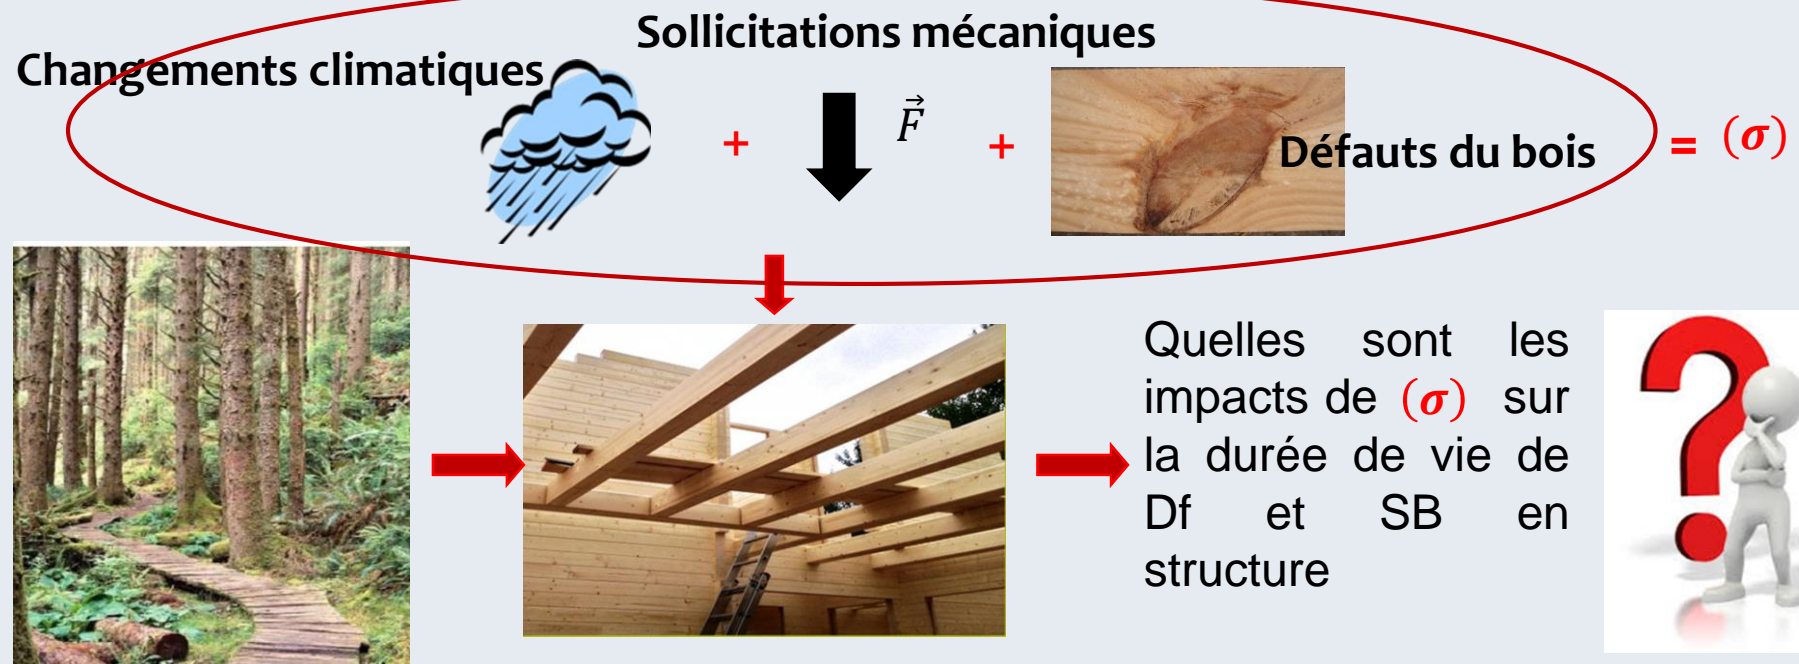 Sollicitations mécaniques
Changements climatiques
+
F⃗
+
Défauts du bois
= (σ)
Quelles sont les
impacts de (σ) sur
la durée de vie de
Df et SB en
structure
?